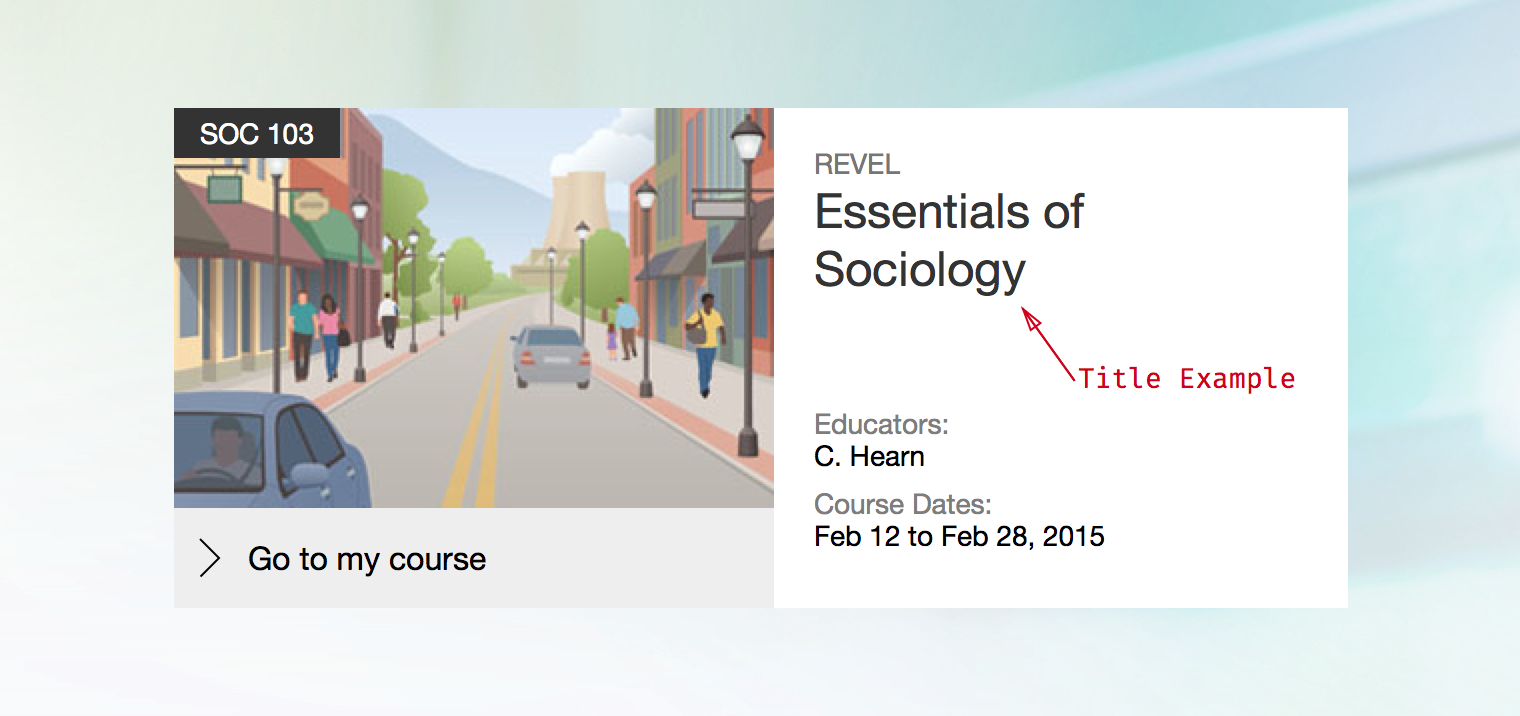 SOC 103
Go to my course
REVEL
Essentials of
Sociology
Title Example
Educators:
C. Hearn
Course Dates:
Feb 12 to Feb 28, 2015